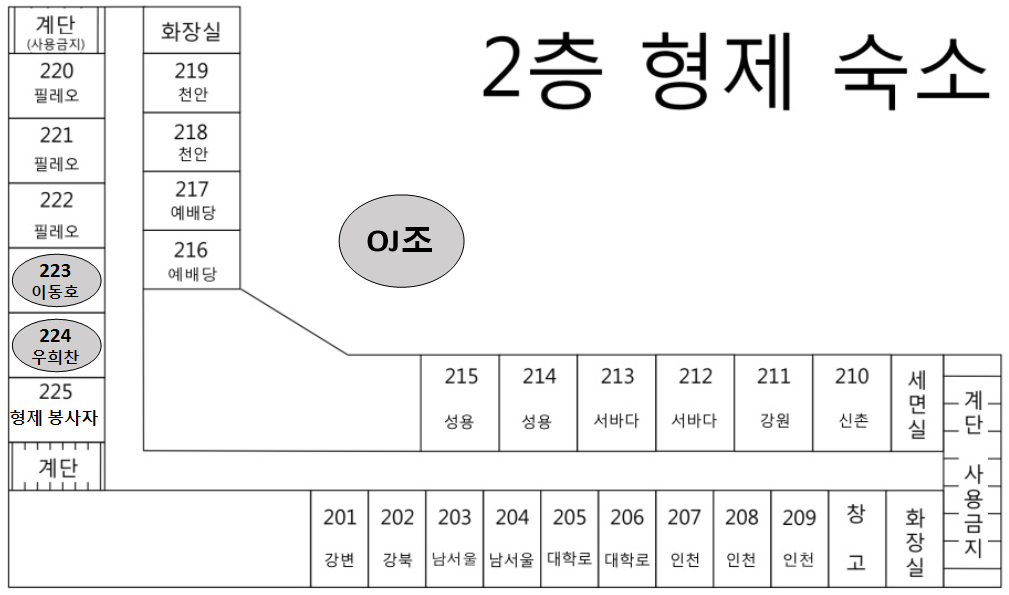 2층 형제 숙소
계단
(사용금지)
화장실
220
필레오
219
천안
221
필레오
218
천안
222
필레오
217
예배당
223
이동호
216
예배당
OJ조
224
우희찬
225
형제 봉사자
계단
215
성용
214
성용
213
서바다
212
서바다
211
강원
210
신촌
세면실
계단 사용금지
201
강변
202
강북
203
남서울
204
남서울
205
대학로
206
대학로
207
인천
208
인천
209
인천
창고
화장실